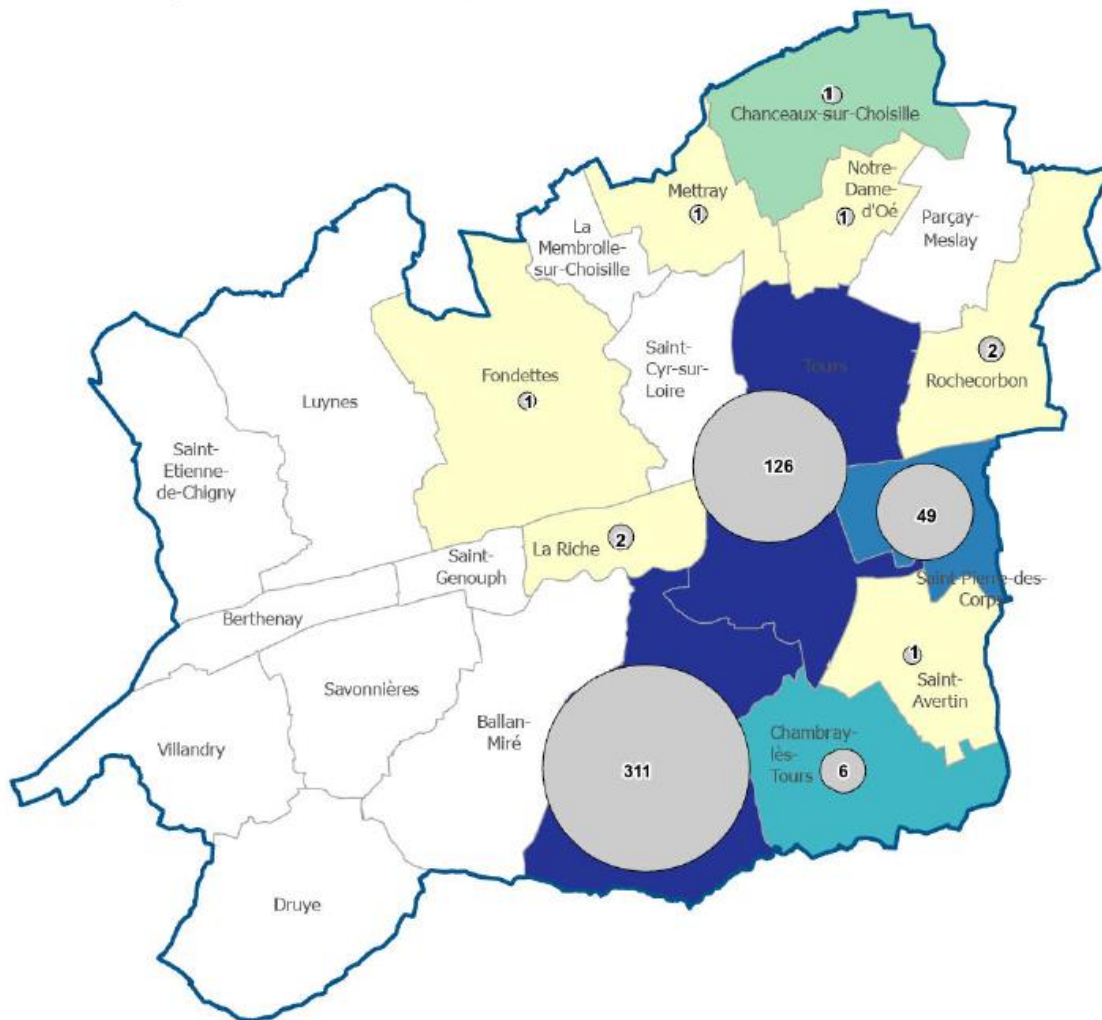 1
Chanceaux-sur-Choisille
Notre-
Dame-
d'Oé
1
Mettray
1
La
Membrolle-
sur-Choisille
Parçay-
Meslay
Saint-
Cyr-sur-
Loire
Tours
2
Rochecorbon
Fondettes
1
Luynes
Saint-
Etienne-
de-Chigny
126
49
La Riche
2
Saint-
Genouph
Saint-Pierre-des-
Corps
Berthenay
1
Saint-
Avertin
Savonnières
Ballan-
Miré
Villandry
Chambray-
lès-
Tours
6
311
Druye